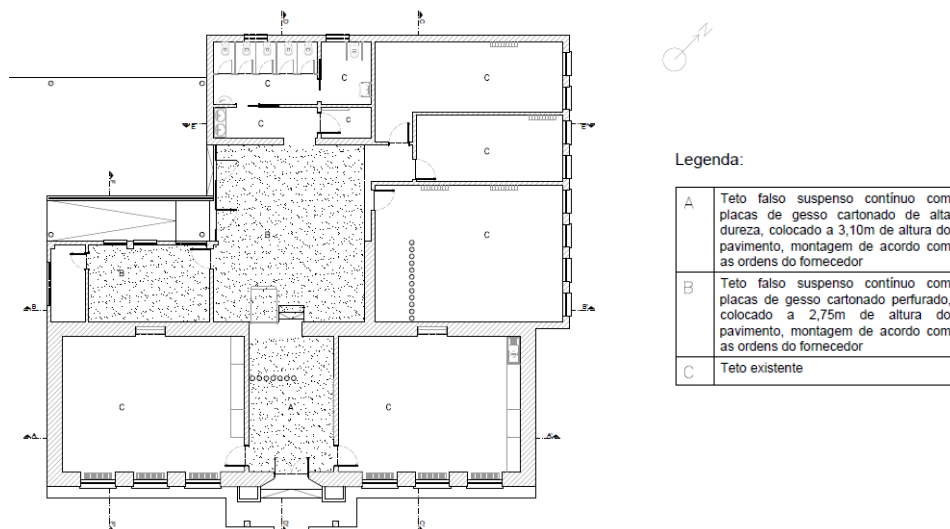 D
C
N
C
C
C
C
C
E
E'
C
C
B
B
B
B'
C
A
C
A
A'
D'
C'
Legenda:
A
Teto falso suspenso contínuo com
placas de gesso cartonado de alta
dureza, colocado a 3,10m de altura do
pavimento, montagem de acordo com
as ordens do fornecedor
B
Teto falso suspenso contínuo com
placas de gesso cartonado perfurado,
colocado a 2,75m de altura do
pavimento, montagem de acordo com
as ordens do fornecedor
C
Teto existente